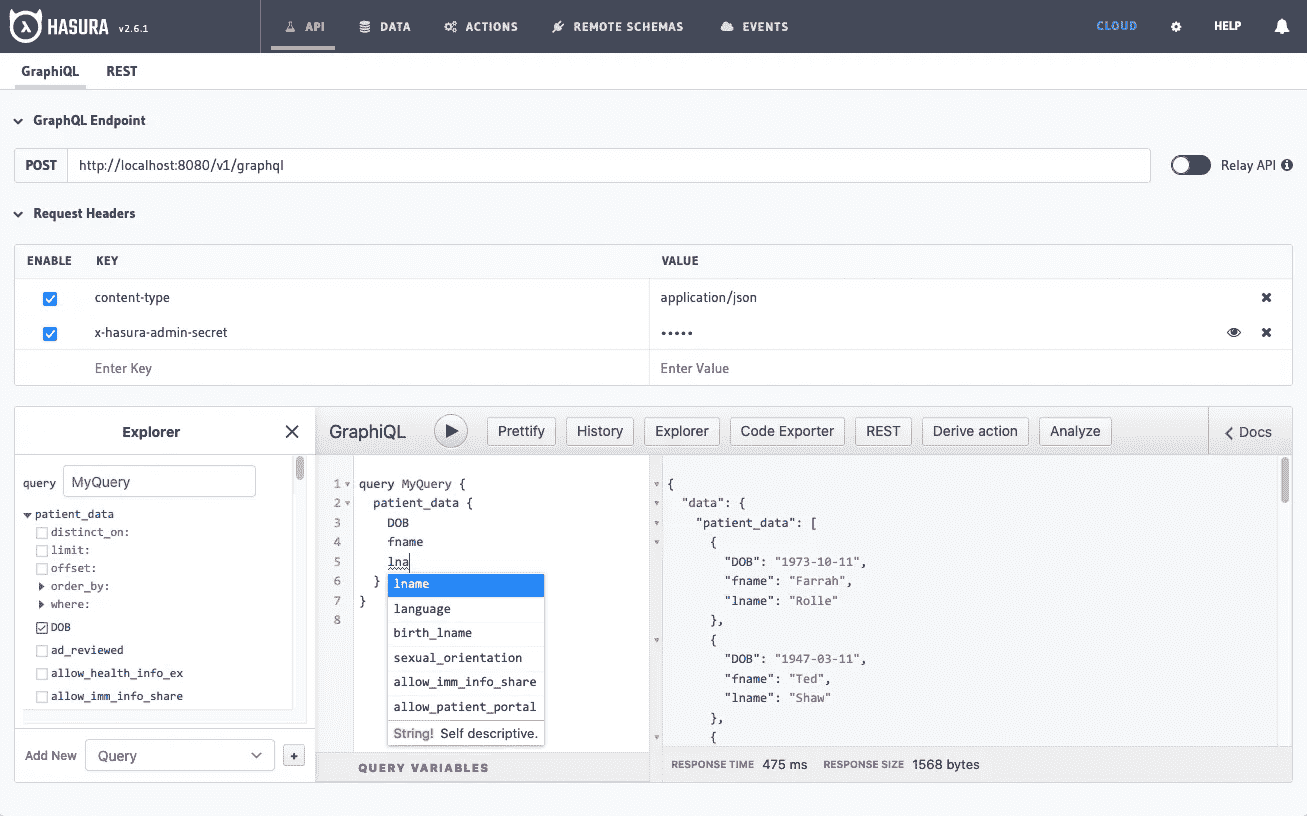 HASURA v2.6.1 API DATA ACTIONS REMOTE SCHEMAS EVENTS CLOUD HELP
GraphiQL REST
GraphQL Endpoint
POST http://localhost:8080/v1/graphql Relay API
Request Headers
ENABLE KEY VALUE
content-type application/json
x-hasura-admin-secret •••••
Enter Key Enter Value
Explorer
query MyQuery
patient_data
distinct_on:
limit:
offset:
order_by:
where:
DOB
ad_reviewed
allow_health_info_ex
allow_imm_info_share
Add New Query +
GraphiQL Prettify History Explorer Code Exporter REST Derive action Analyze Docs
1 query MyQuery {
2 patient_data {
3 DOB
4 fname
5 lna
6 }
7 }
8
lname
language
birth_lname
sexual_orientation
allow_imm_info_share
allow_patient_portal
String! Self descriptive.
QUERY VARIABLES
{
"data": {
"patient_data": [
{
"DOB": "1973-10-11",
"fname": "Farrah",
"lname": "Rolle"
},
{
"DOB": "1947-03-11",
"fname": "Ted",
"lname": "Shaw"
},
{
RESPONSE TIME 475 ms RESPONSE SIZE 1568 bytes